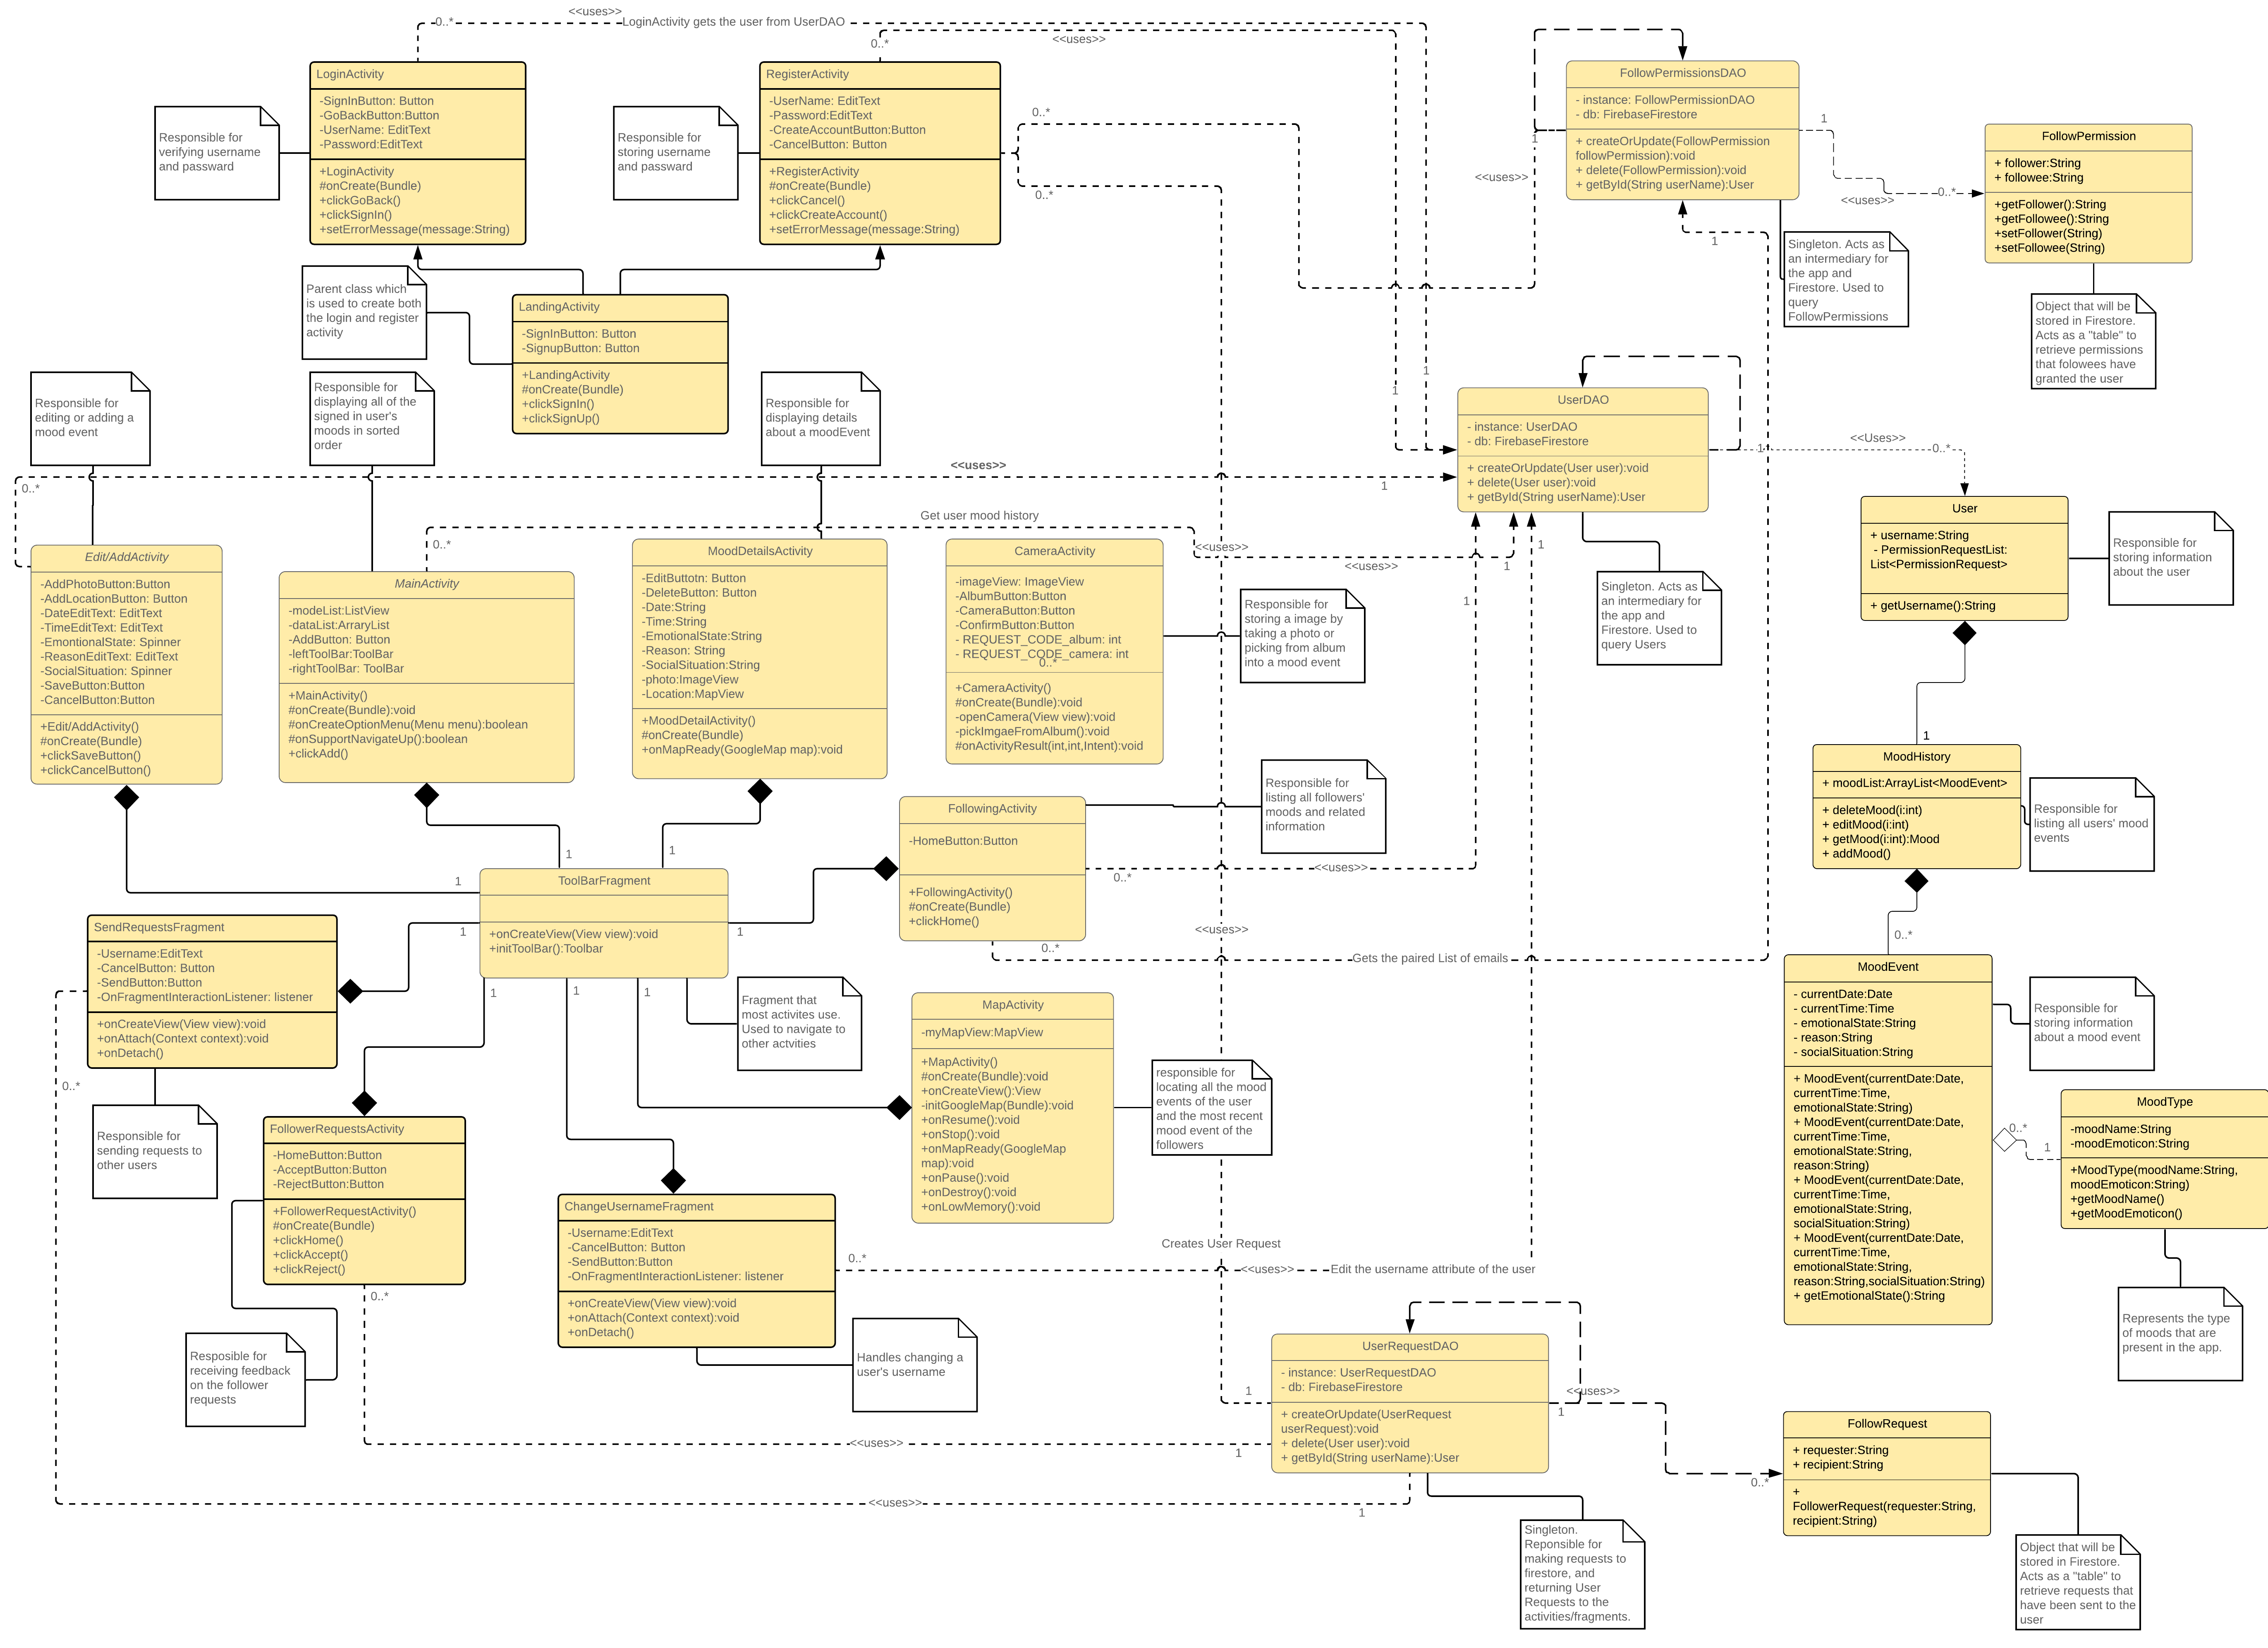 <<uses>>
0..*
LoginActivity gets the user from UserDAO
0..*
<<uses>>
LoginActivity
-SignInButton: Button
-GoBackButton:Button
-UserName: EditText
-Password:EditText
+LoginActivity
#onCreate(Bundle)
+clickGoBack()
+clickSignIn()
+setErrorMessage(message:String)
Responsible for
verifying username
and passward
RegisterActivity
-UserName: EditText
-Password:EditText
-CreateAccountButton:Button
-CancelButton: Button
+RegisterActivity
#onCreate(Bundle)
+clickCancel()
+clickCreateAccount()
+setErrorMessage(message:String)
Responsible for
storing username
and passward
0..*
0..*
FollowPermissionsDAO
- instance: FollowPermissionDAO
- db: FirebaseFirestore
+ createOrUpdate(FollowPermission
followPermission):void
+ delete(FollowPermission):void
+ getById(String userName):User
1
<<uses>>
1
<<uses>>
0..*
1
FollowPermission
+ follower:String
+ followee:String
+getFollower():String
+getFollowee():String
+setFollower(String)
+setFollowee(String)
Singleton. Acts as
an intermediary for
the app and
Firestore. Used to
query
FollowPermissions
Object that will be
stored in Firestore.
Acts as a "table" to
retrieve permissions
that folowees have
granted the user
Parent class which
is used to create both
the login and register
activity
LandingActivity
-SignInButton: Button
-SignupButton: Button
+LandingActivity
#onCreate(Bundle)
+clickSignIn()
+clickSignUp()
Responsible for
editing or adding a
mood event
Responsible for
displaying all of the
signed in user's
moods in sorted
order
Responsible for
displaying details
about a moodEvent
1
1
UserDAO
- instance: UserDAO
- db: FirebaseFirestore
+ createOrUpdate(User user):void
+ delete(User user):void
+ getById(String userName):User
1
<<Uses>>
0..*
0..*
<<uses>>
1
Get user mood history
0..*
<<uses>>
<<uses>>
1
1
1
User
+ username:String
- PermissionRequestList:
List<PermissionRequest>
+ getUsername():String
Responsible for
storing information
about the user
Singleton. Acts as
an intermediary for
the app and
Firestore. Used to
query Users
Edit/AddActivity
-AddPhotoButton:Button
-AddLocationButton: Button
-DateEditText: EditText
-TimeEditText: EditText
-EmontionalState: Spinner
-ReasonEditText: EditText
-SocialSituation: Spinner
-SaveButton:Button
-CancelButton:Button
+Edit/AddActivity()
#onCreate(Bundle)
+clickSaveButton()
+clickCancelButton()
MainActivity
-modeList:ListView
-dataList:ArraryList
-AddButton: Button
-leftToolBar:ToolBar
-rightToolBar: ToolBar
+MainActivity()
#onCreate(Bundle):void
#onCreateOptionMenu(Menu menu):boolean
#onSupportNavigateUp():boolean
+clickAdd()
MoodDetailsActivity
-EditButtotn: Button
-DeleteButton: Button
-Date:String
-Time:String
-EmotionalState:String
-Reason: String
-SocialSituation:String
-photo:ImageView
-Location:MapView
+MoodDetailActivity()
#onCreate(Bundle)
+onMapReady(GoogleMap map):void
CameraActivity
-imageView: ImageView
-AlbumButton:Button
-CameraButton:Button
-ConfirmButton:Button
- REQUEST_CODE_album: int
- REQUEST_CODE_camera: int
0..*
+CameraActivity()
#onCreate(Bundle):void
-openCamera(View view):void
-pickImgaeFromAlbum():void
#onActivityResult(int,int,Intent):void
Responsible for
storing a image by
taking a photo or
picking from album
into a mood event
1
MoodHistory
+ moodList:ArrayList<MoodEvent>
+ deleteMood(i:int)
+ editMood(i:int)
+ getMood(i:int):Mood
+ addMood()
Responsible for
listing all users' mood
events
Responsible for
listing all followers'
moods and related
information
FollowingActivity
-HomeButton:Button
+FollowingActivity()
#onCreate(Bundle)
+clickHome()
<<uses>>
0..*
0..*
Gets the paired List of emails
<<uses>>
1
1
1
1
1
ToolBarFragment
+onCreateView(View view):void
+initToolBar():Toolbar
1
1
1
SendRequestsFragment
-Username:EditText
-CancelButton: Button
-SendButton:Button
-OnFragmentInteractionListener: listener
+onCreateView(View view):void
+onAttach(Context context):void
+onDetach()
0..*
Responsible for
sending requests to
other users
Fragment that
most activites use.
Used to navigate to
other actvities
MapActivity
-myMapView:MapView
+MapActivity()
#onCreate(Bundle):void
+onCreateView():View
-initGoogleMap(Bundle):void
+onResume():void
+onStop():void
+onMapReady(GoogleMap
map):void
+onPause():void
+onDestroy():void
+onLowMemory():void
responsible for
locating all the mood
events of the user
and the most recent
mood event of the
followers
0..*
MoodEvent
- currentDate:Date
- currentTime:Time
- emotionalState:String
- reason:String
- socialSituation:String
+ MoodEvent(currentDate:Date,
currentTime:Time,
emotionalState:String)
+ MoodEvent(currentDate:Date,
currentTime:Time,
emotionalState:String,
reason:String)
+ MoodEvent(currentDate:Date,
currentTime:Time,
emotionalState:String,
socialSituation:String)
+ MoodEvent(currentDate:Date,
currentTime:Time,
emotionalState:String,
reason:String,socialSituation:String)
+ getEmotionalState():String
Responsible for
storing information
about a mood event
0..*
1
MoodType
-moodName:String
-moodEmoticon:String
+MoodType(moodName:String,
moodEmoticon:String)
+getMoodName()
+getMoodEmoticon()
Represents the type
of moods that are
present in the app.
FollowerRequestsActivity
-HomeButton:Button
-AcceptButton:Button
-RejectButton:Button
+FollowerRequestActivity()
#onCreate(Bundle)
+clickHome()
+clickAccept()
+clickReject()
0..*
Resposible for
receiving feedback
on the follower
requests
ChangeUsernameFragment
-Username:EditText
-CancelButton: Button
-SendButton:Button
-OnFragmentInteractionListener: listener
+onCreateView(View view):void
+onAttach(Context context):void
+onDetach()
Handles changing a
user's username
Creates User Request
0..*
<<uses>>
Edit the username attribute of the user
UserRequestDAO
- instance: UserRequestDAO
- db: FirebaseFirestore
+ createOrUpdate(UserRequest
userRequest):void
+ delete(User user):void
+ getById(String userName):User
1
<<uses>>
1
<<uses>>
1
<<uses>>
1
0..*
FollowRequest
+ requester:String
+ recipient:String
+
FollowerRequest(requester:String,
recipient:String)
Singleton.
Reponsible for
making requests to
firestore, and
returning User
Requests to the
activities/fragments.
Object that will be
stored in Firestore.
Acts as a "table" to
retrieve requests that
have been sent to the
user